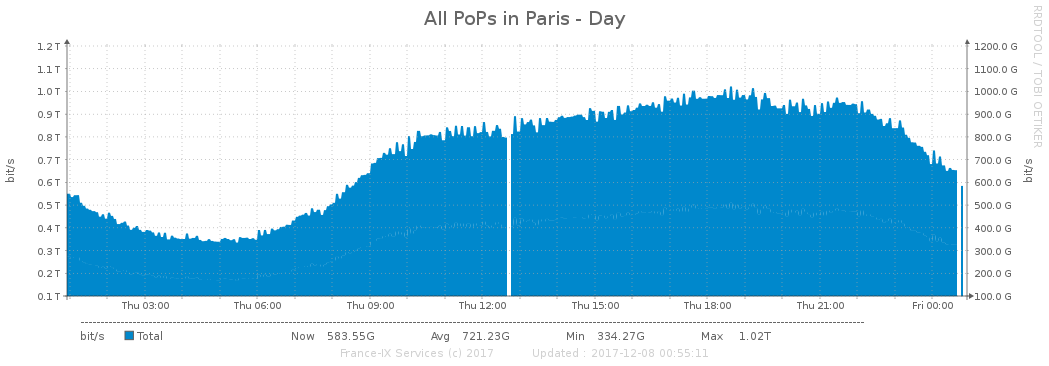 All PoPs in Paris - Day
RRDTOOL / TOBI OETIKER
1.2 T 1200.0 G
1.1 T 1100.0 G
1.0 T 1000.0 G
0.9 T 900.0 G
0.8 T 800.0 G
0.7 T 700.0 G
0.6 T 600.0 G
0.5 T 500.0 G
0.4 T 400.0 G
0.3 T 300.0 G
0.2 T 200.0 G
0.1 T 100.0 G
bit/s
bit/s
Thu 03:00 Thu 06:00 Thu 09:00 Thu 12:00 Thu 15:00 Thu 18:00 Thu 21:00 Fri 00:00
bit/s Total Now 583.55G Avg 721.23G Min 334.27G Max 1.02T
France-IX Services (c) 2017 Updated : 2017-12-08 00:55:11